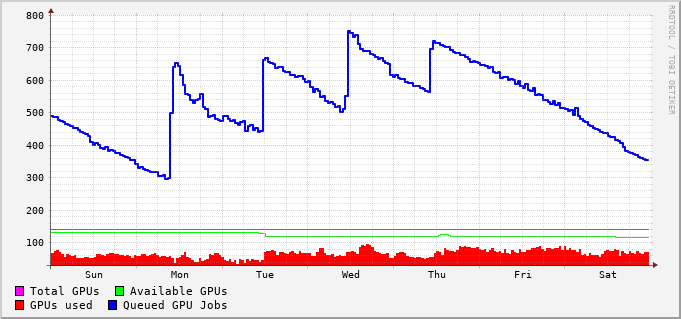 800
700
600
500
400
300
200
100
Sun Mon Tue Wed Thu Fri Sat
Total GPUs Available GPUs
GPUs used Queued GPU Jobs
RRDTOOL / TOBI OETIKER